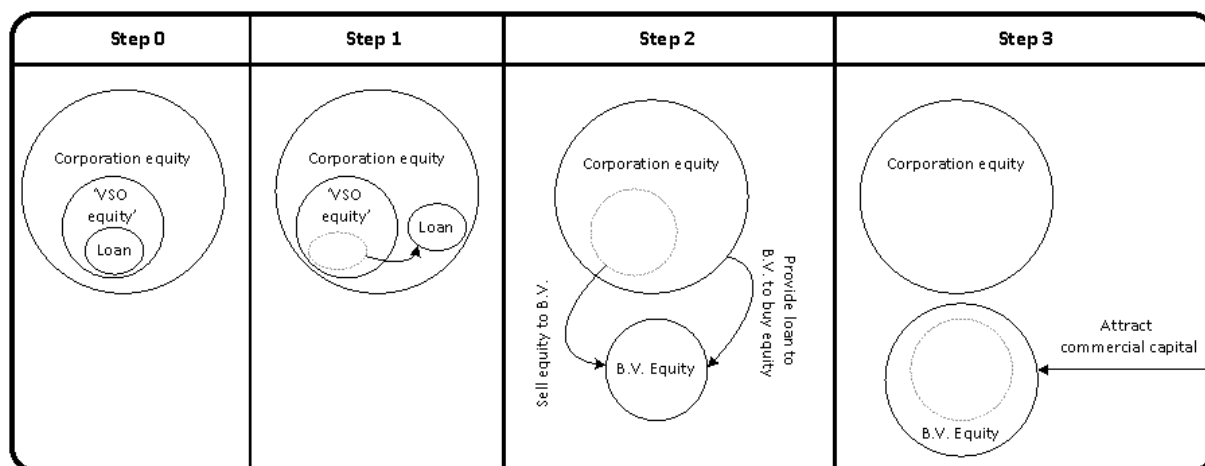 Step 0
Step 1
Step 2
Step 3
Corporation equity
'VSO
equity'
Loan
Corporation equity
'VSO
equity'
Loan
Corporation equity
Sell equity to B.V.
Provide loan to
B.V. to buy equity
B.V. Equity
Corporation equity
Attract
commercial capital
B.V. Equity